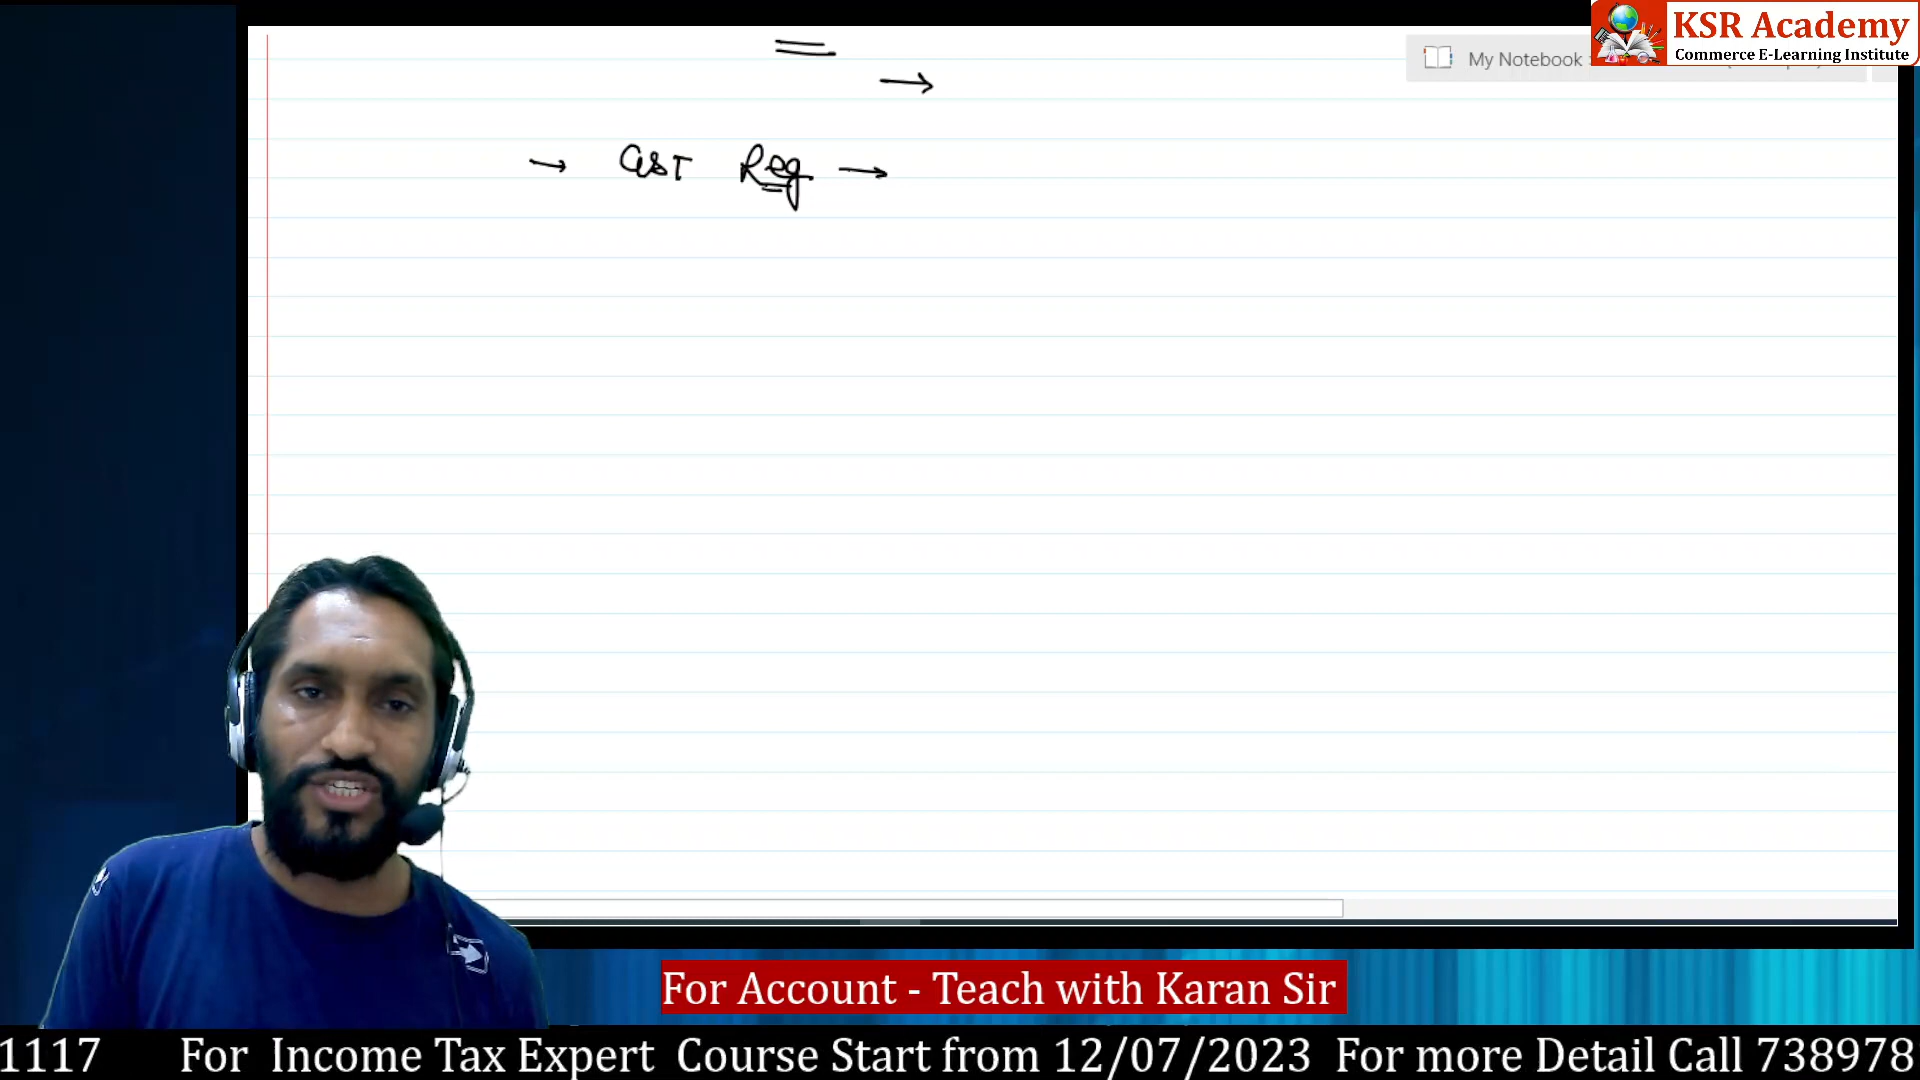 KSR Academy
Commerce E-Learning Institute
My Notebook
→
→ GST Reg →
For Account - Teach with Karan Sir
1117 For Income Tax Expert Course Start from 12/07/2023 For more Detail Call 738978